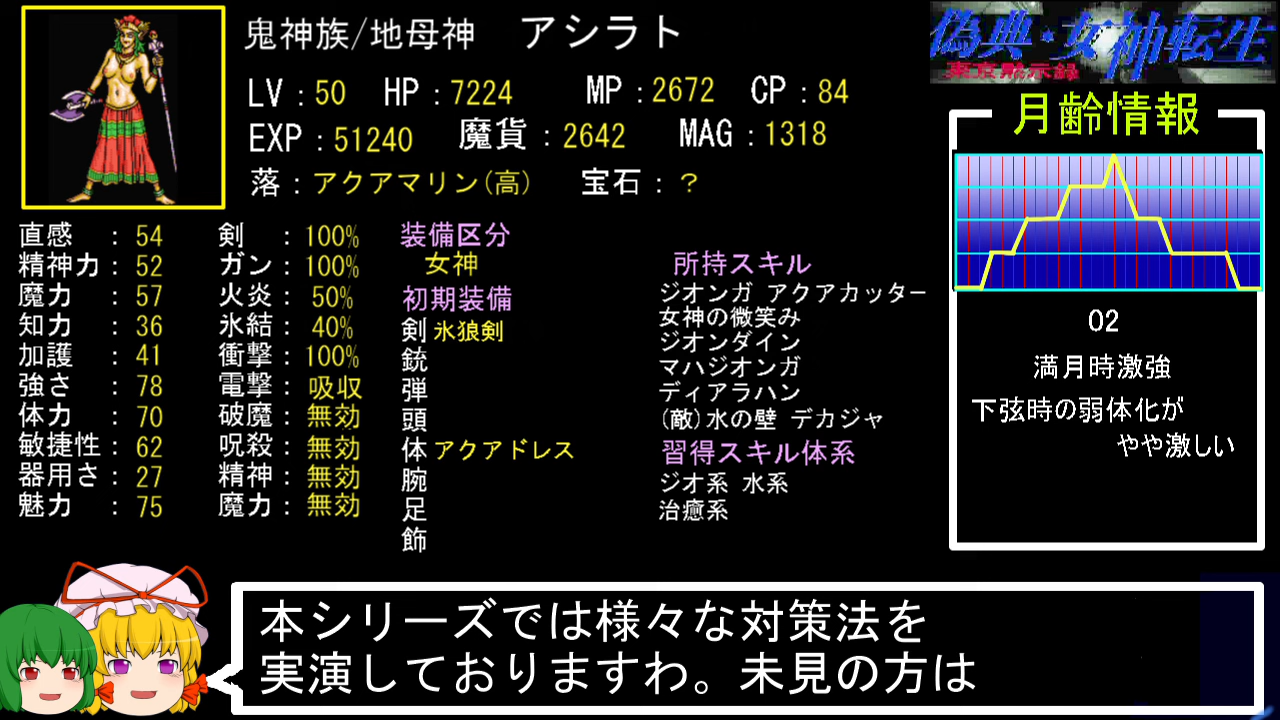 鬼神族/地母神 アシラト
LV：50 HP：7224 MP：2672 CP：84
EXP：51240 魔貨：2642 MAG：1318
落：アクアマリン(高) 宝石：？
直感：54
精神力：52
魔力：57
知力：36
加護：41
強さ：78
体力：70
敏捷性：62
器用さ：27
魅力：75
剣：100%
ガン：100%
火炎：50%
氷結：40%
衝撃：100%
電撃：吸収
破魔：無効
呪殺：無効
精神：無効
魔力：無効
装備区分
女神
初期装備
剣 氷狼剣
銃
弾
頭
体 アクアドレス
腕
足
飾
所持スキル
ジオンガ アクアカッター
女神の微笑み
ジオンダイン
マハジオンガ
ディアラハン
(敵)水の壁 デカジャ
習得スキル体系
ジオ系 水系
治癒系
偽典・女神転生
東京黙示録
月齢情報
02
満月時激強
下弦時の弱体化が
やや激しい
本シリーズでは様々な対策法を
実演しておりますわ。未見の方は